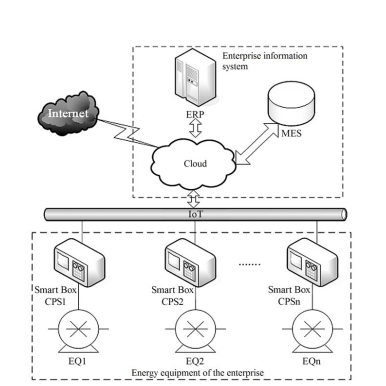 Enterprise information
system
Internet
ERP
MES
Cloud
IoT
Smart Box
CPS1
Smart Box
CPS2
.......
Smart Box
CPSn
EQ1
EQ2
EQn
Energy equipment of the enterprise